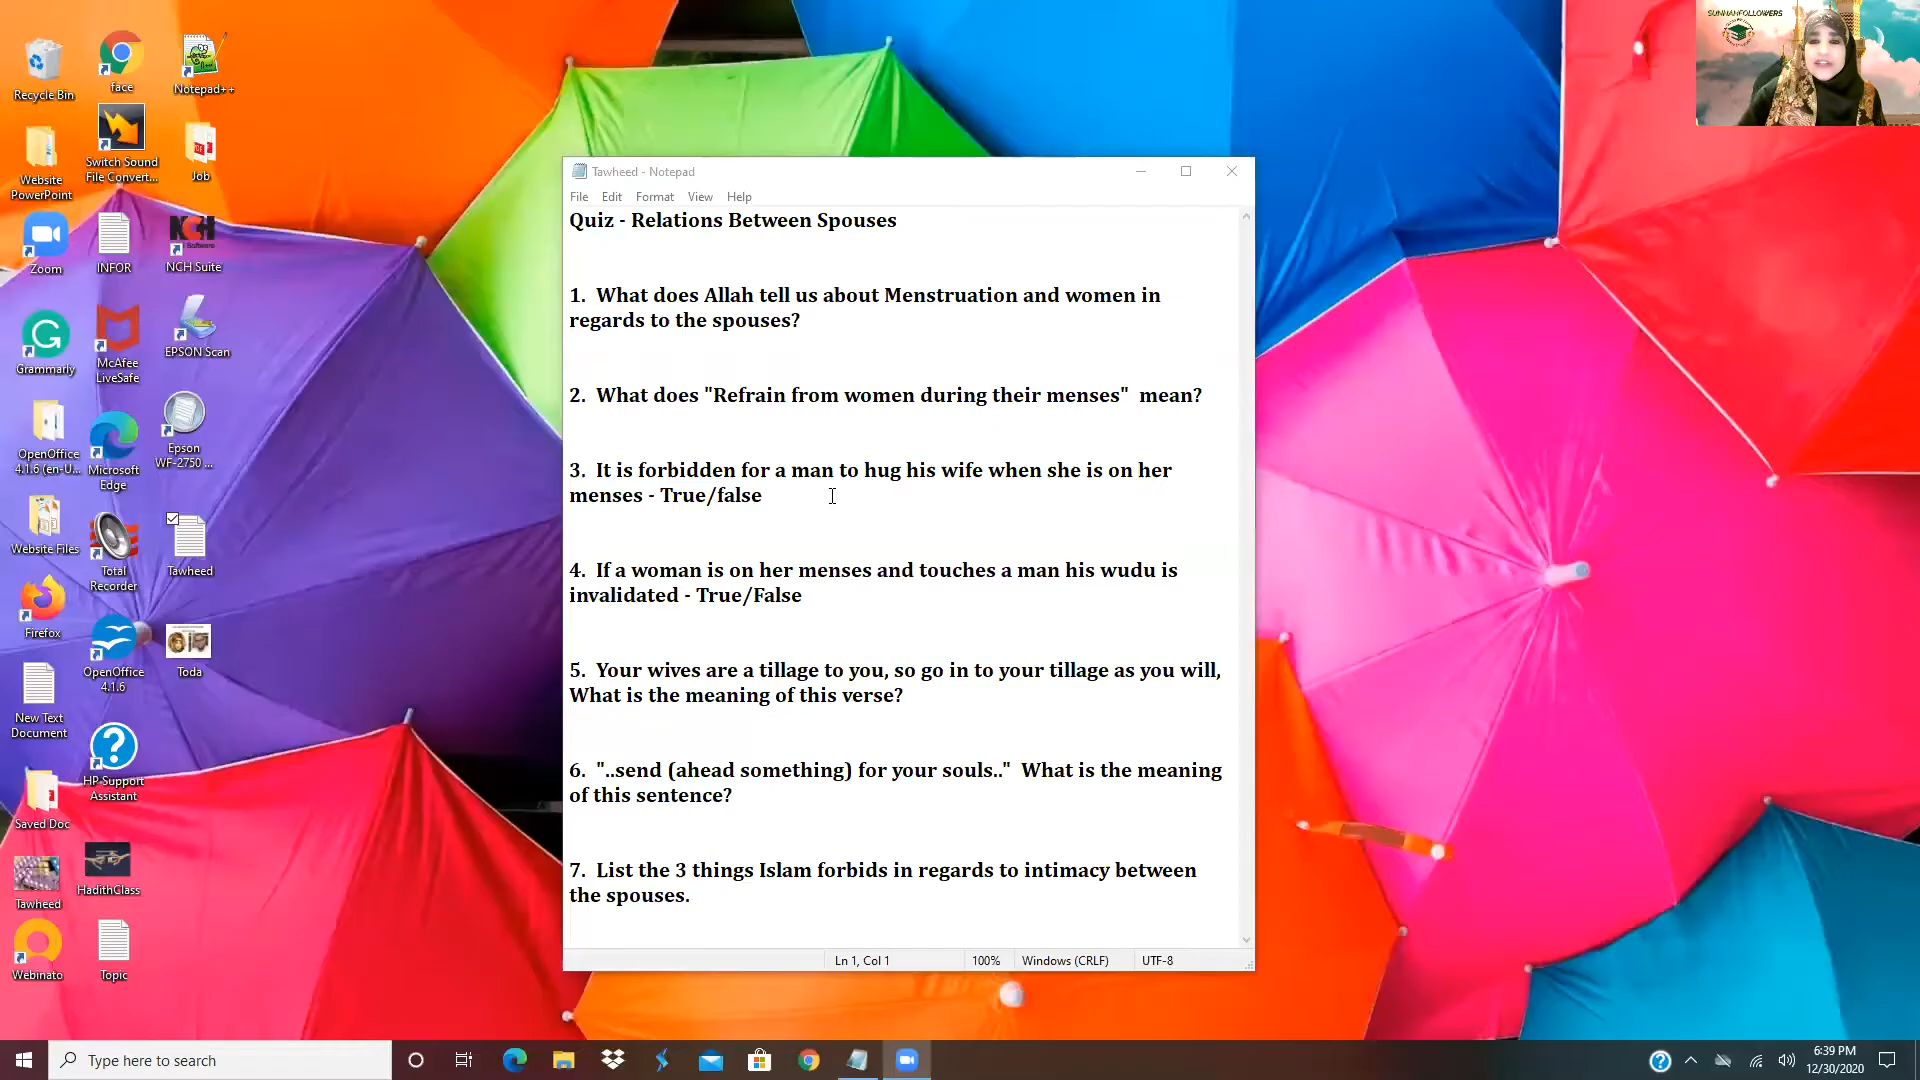 SUNNAHFOLLOWERS
Recycle Bin
face
Notepad++
Website
PowerPoint
Switch Sound
File Convert...
Job
Zoom
INFOR
NCH Suite
Grammarly
McAfee
LiveSafe
EPSON Scan
OpenOffice
4.1.6 (en-U...
Microsoft
Edge
Epson
WF-2750 ...
Website Files
Total
Recorder
Tawheed
Firefox
OpenOffice
4.1.6
Toda
New Text
Document
HP Support
Assistant
Saved Doc
Tawheed
HadithClass
Webinato
Topic
Tawheed - Notepad
File Edit Format View Help
Quiz - Relations Between Spouses
1. What does Allah tell us about Menstruation and women in
regards to the spouses?
2. What does "Refrain from women during their menses" mean?
3. It is forbidden for a man to hug his wife when she is on her
menses - True/false
4. If a woman is on her menses and touches a man his wudu is
invalidated - True/False
5. Your wives are a tillage to you, so go in to your tillage as you will,
What is the meaning of this verse?
6. "..send (ahead something) for your souls.." What is the meaning
of this sentence?
7. List the 3 things Islam forbids in regards to intimacy between
the spouses.
Ln 1, Col 1 100% Windows (CRLF) UTF-8
Type here to search
6:39 PM
12/30/2020